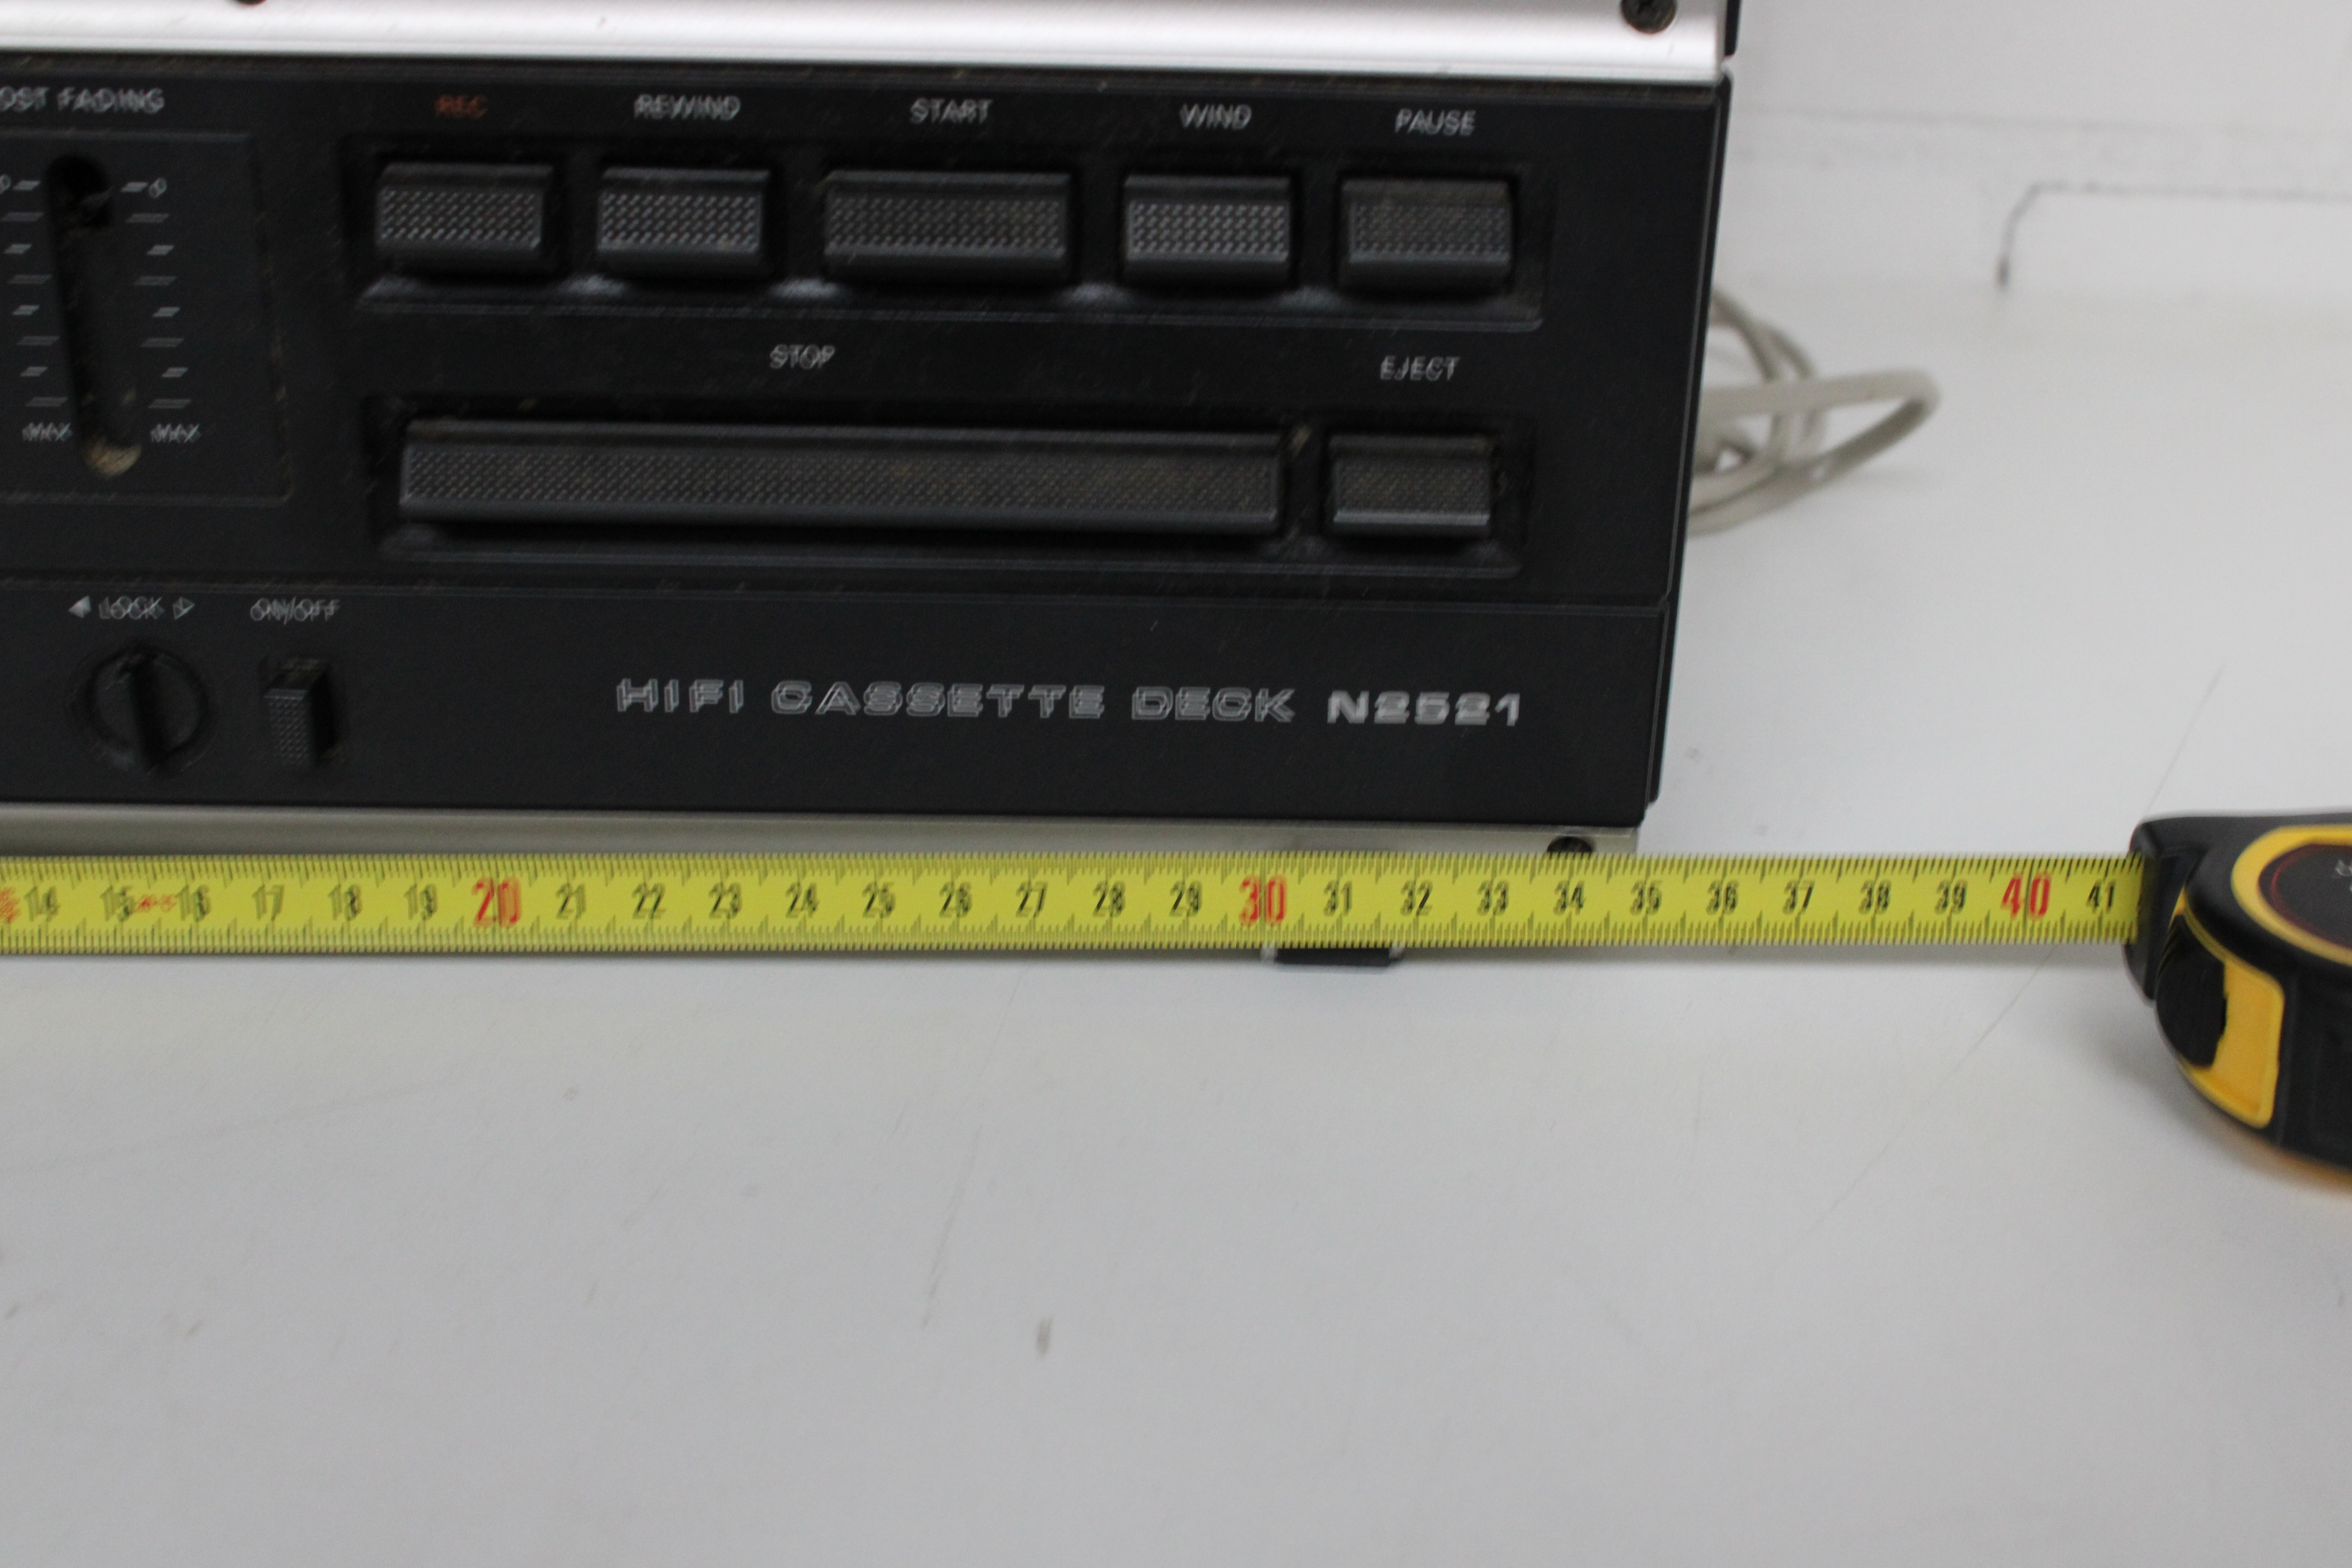 OST FADING
REC REWIND START WIND PAUSE
0 0
STOP EJECT
MAX MAX
LOCK ON/OFF
HIFI CASSETTE DECK N2521
14 15 16 17 18 19 20 21 22 23 24 25 26 27 28 29 30 31 32 33 34 35 36 37 38 39 40 41